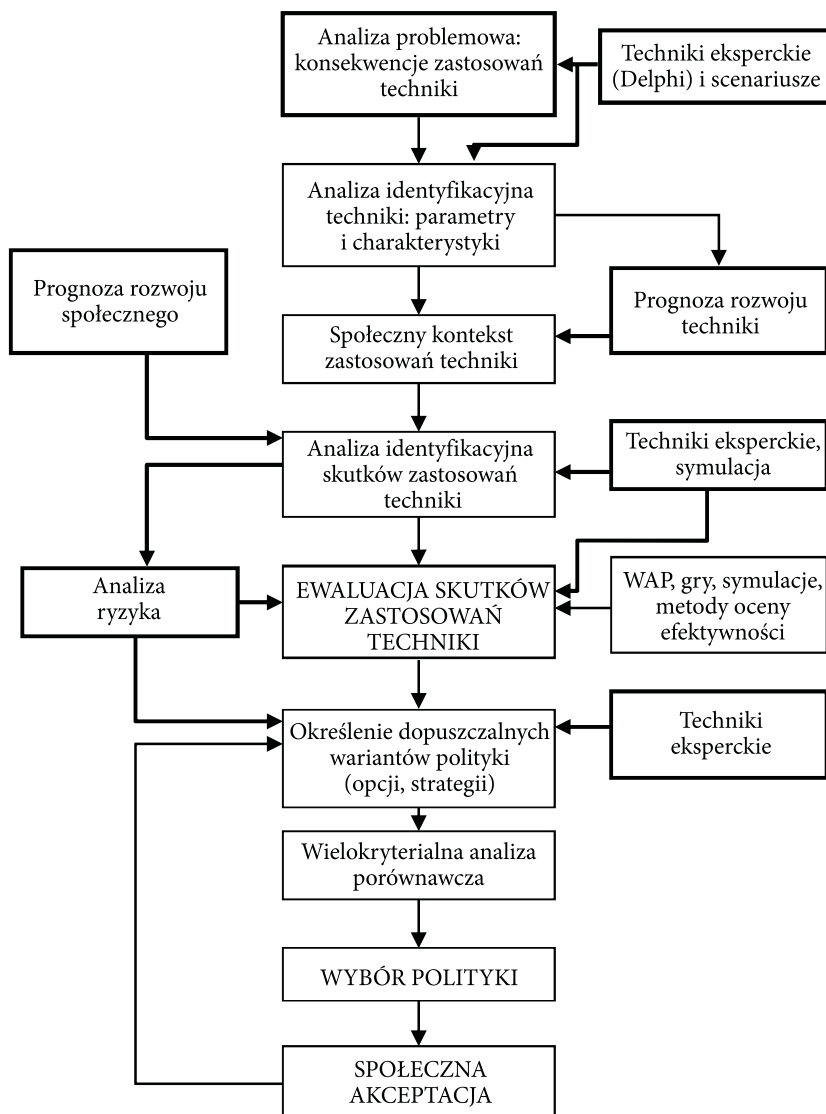 Analiza problemowa:
konsekwencje zastosowań
techniki
Techniki eksperckie
(Delphi) i scenariusze
Analiza identyfikacyjna
techniki: parametry
i charakterystyki
Prognoza rozwoju
społecznego
Prognoza rozwoju
techniki
Społeczny kontekst
zastosowań techniki
Analiza identyfikacyjna
skutków zastosowań
techniki
Techniki eksperckie,
symulacja
Analiza
ryzyka
EWALUACJA SKUTKÓW
ZASTOSOWAŃ
TECHNIKI
WAP, gry, symulacje,
metody oceny
efektywności
Określenie dopuszczalnych
wariantów polityki
(opcji, strategii)
Techniki
eksperckie
Wielokryterialna analiza
porównawcza
WYBÓR POLITYKI
SPOŁECZNA
AKCEPTACJA